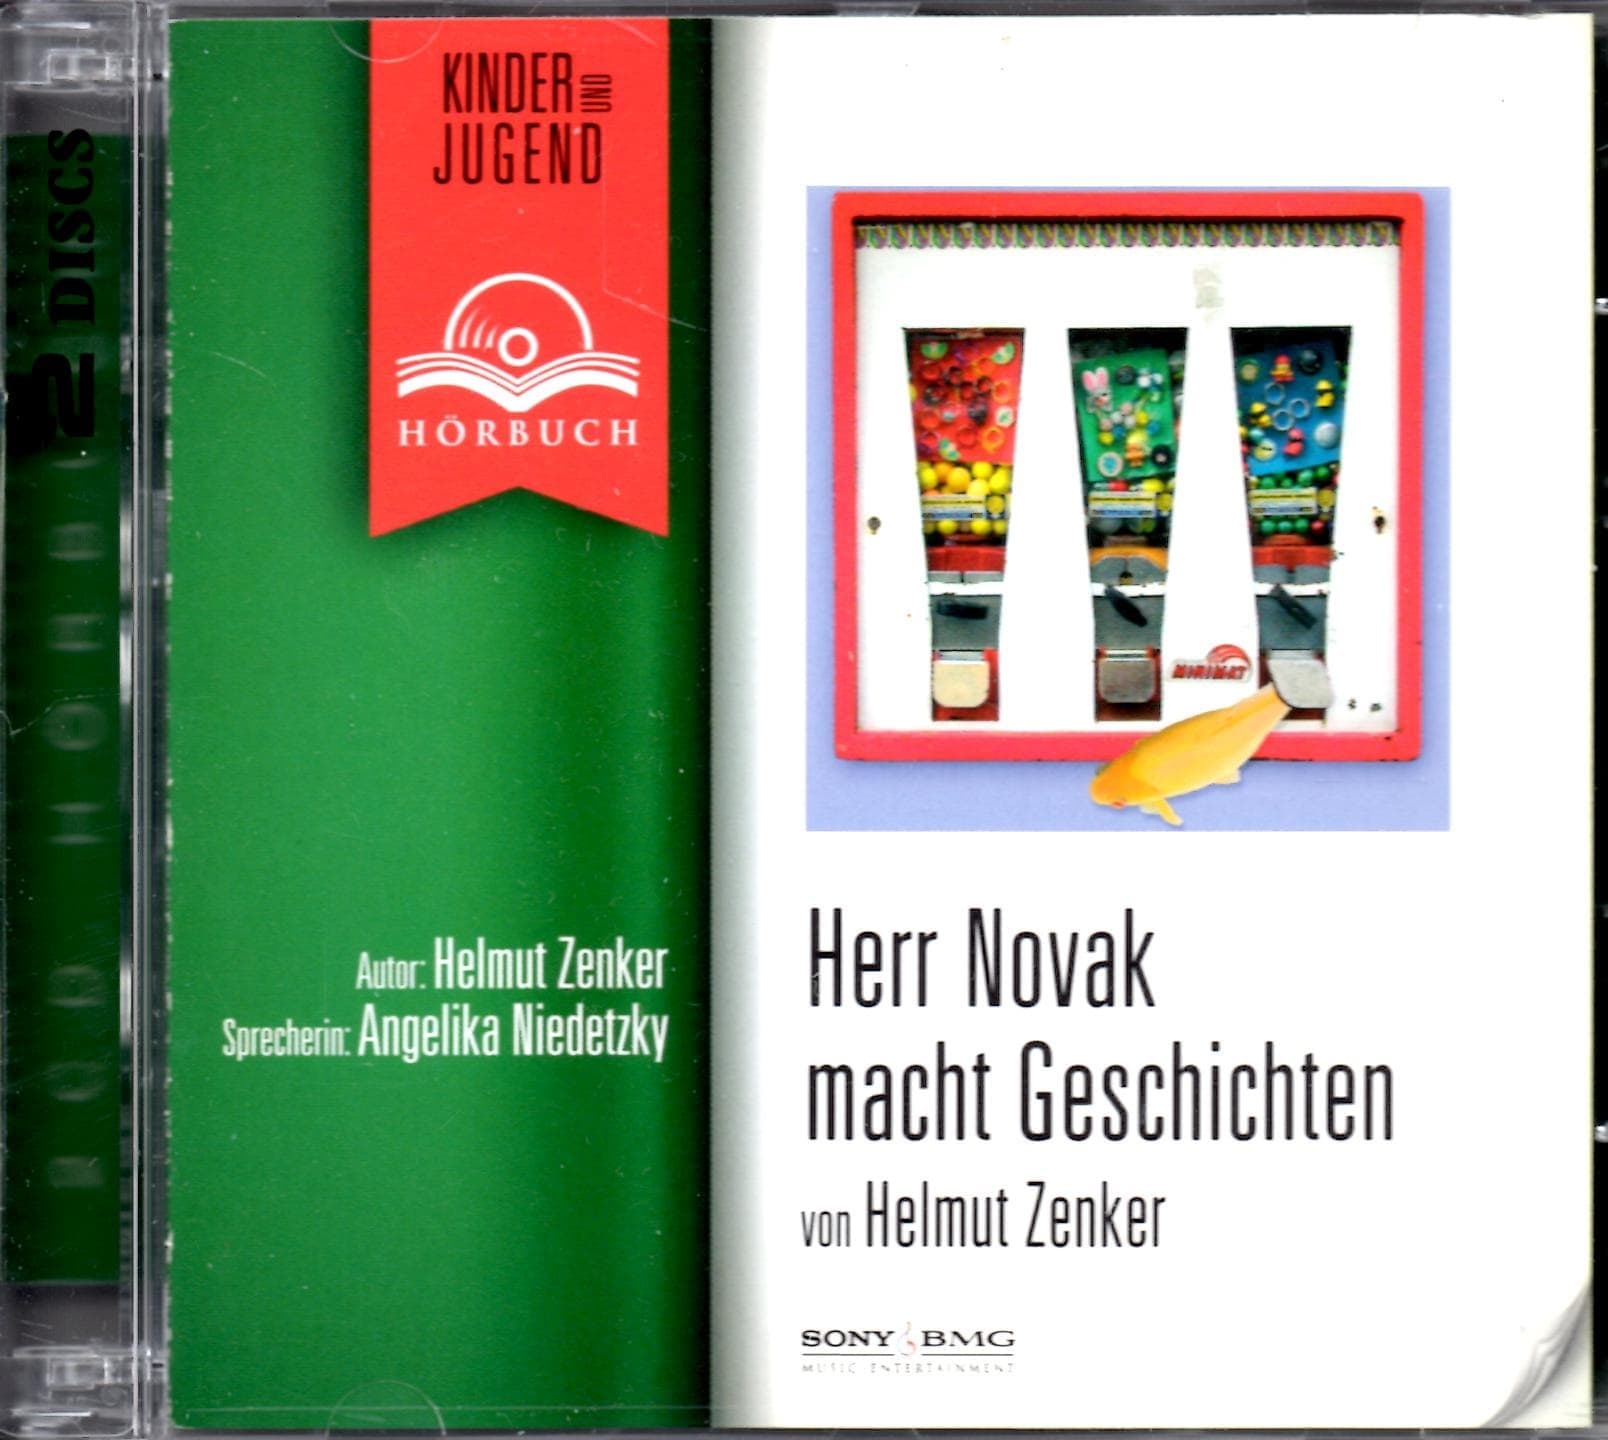 2 DISCS
KINDER UND
JUGEND
HÖRBUCH
MINIMAT
Autor: Helmut Zenker
Sprecherin: Angelika Niedetzky
Herr Novak
macht Geschichten
von Helmut Zenker
SONY BMG
MUSIC ENTERTAINMENT